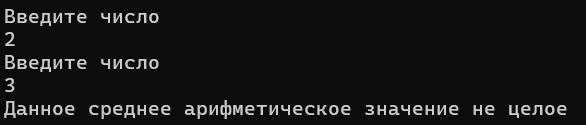 Введите число
2
Введите число
3
Данное среднее арифметическое значение не целое